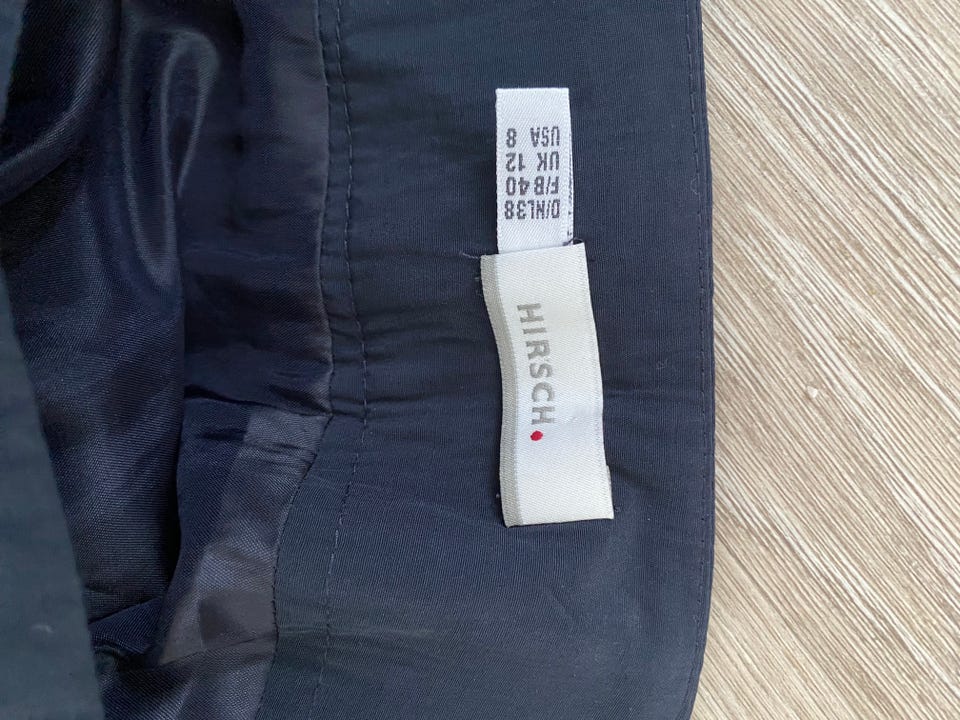 D/NL38
F/B40
UK 12
USA 8
HIRSCH.